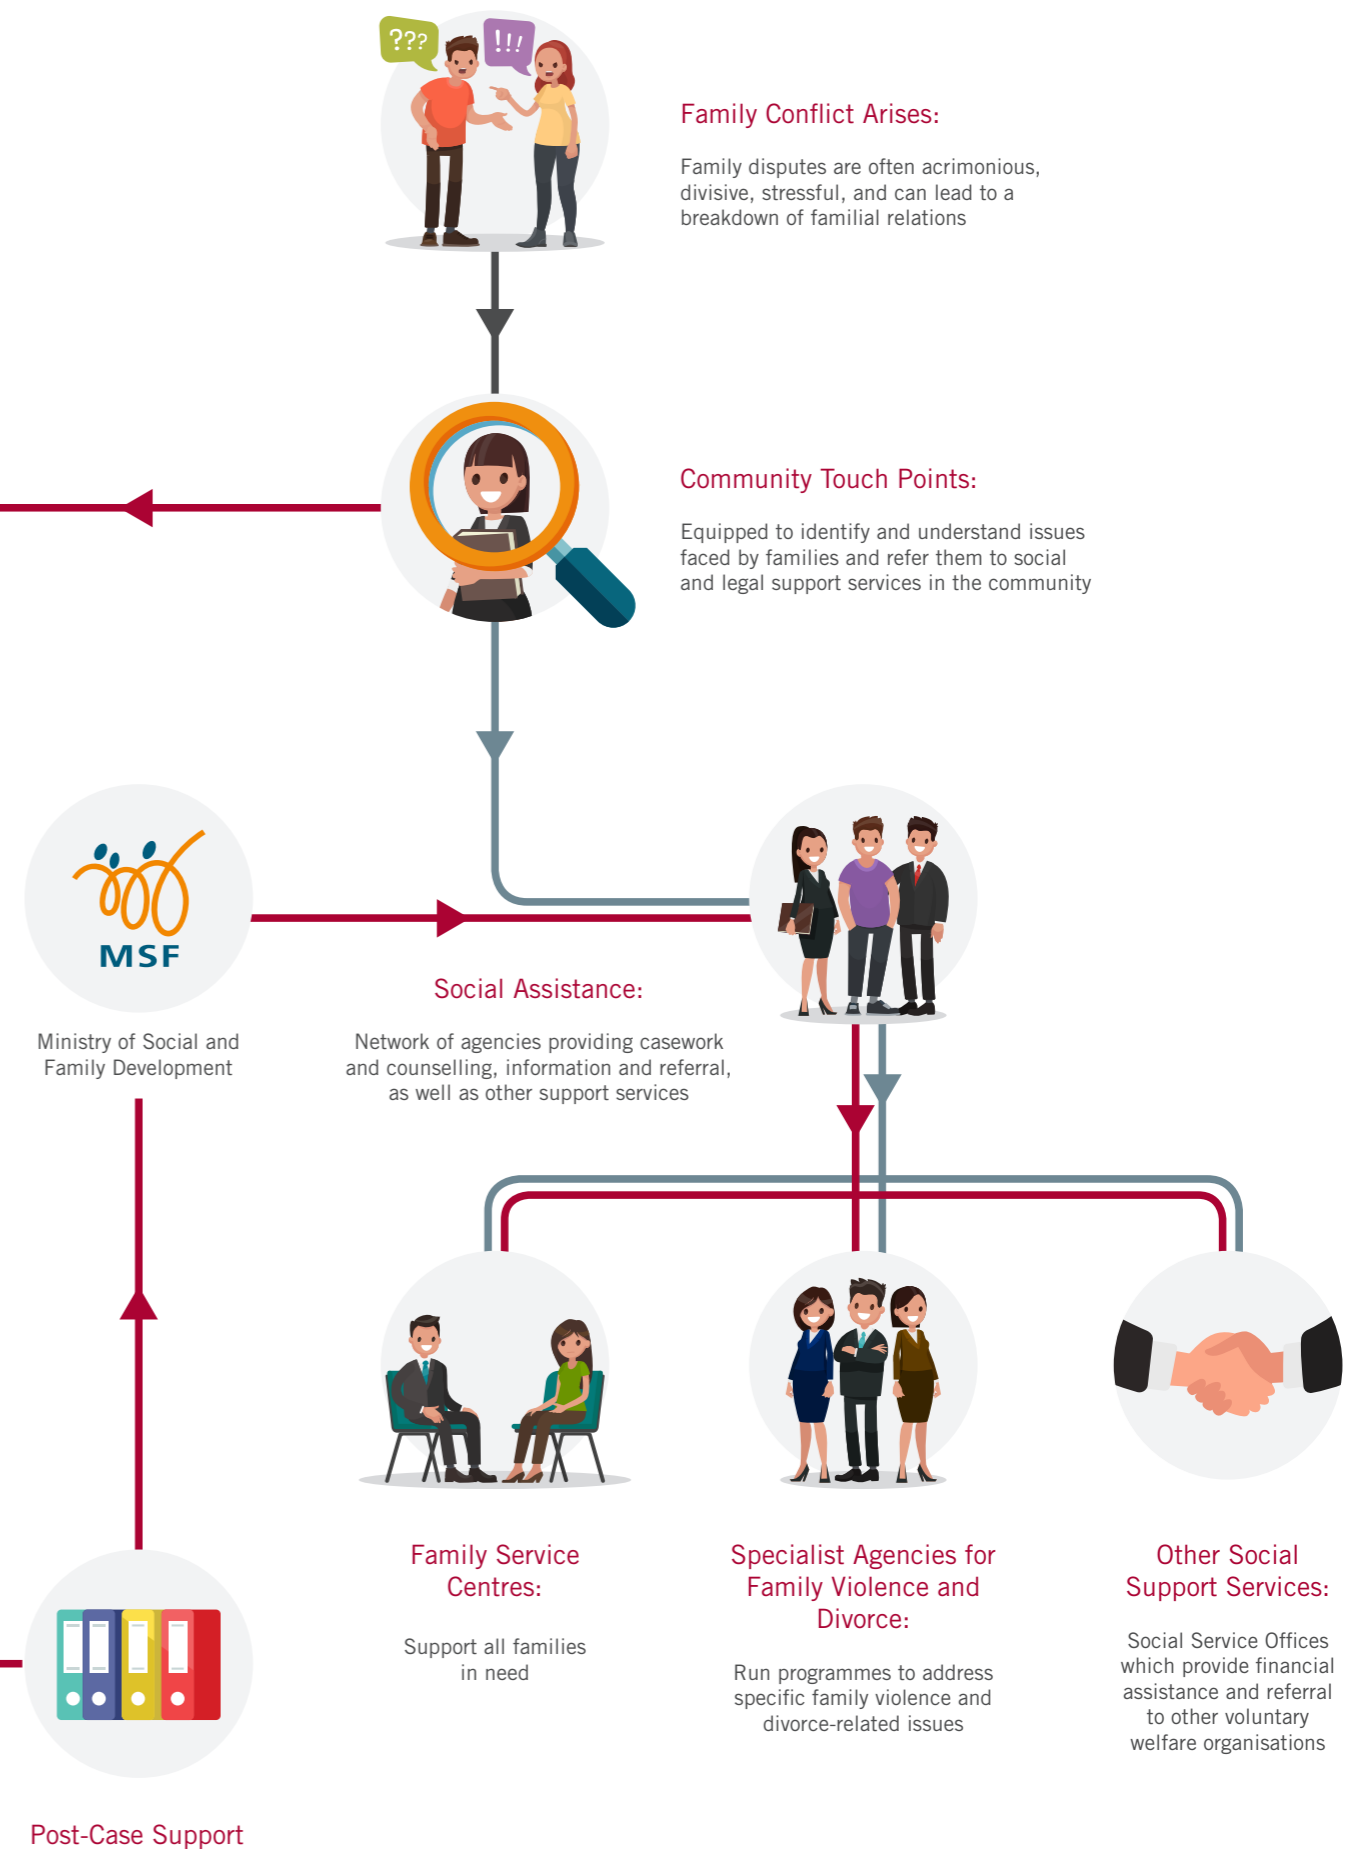 ???
!!!
Family Conflict Arises:
Family disputes are often acrimonious,
divisive, stressful, and can lead to a
breakdown of familial relations
Community Touch Points:
Equipped to identify and understand issues
faced by families and refer them to social
and legal support services in the community
MSF
Ministry of Social and
Family Development
Social Assistance:
Network of agencies providing casework
and counselling, information and referral,
as well as other support services
Family Service
Centres:
Support all families
in need
Specialist Agencies for
Family Violence and
Divorce:
Run programmes to address
specific family violence and
divorce-related issues
Other Social
Support Services:
Social Service Offices
which provide financial
assistance and referral
to other voluntary
welfare organisations
Post-Case Support